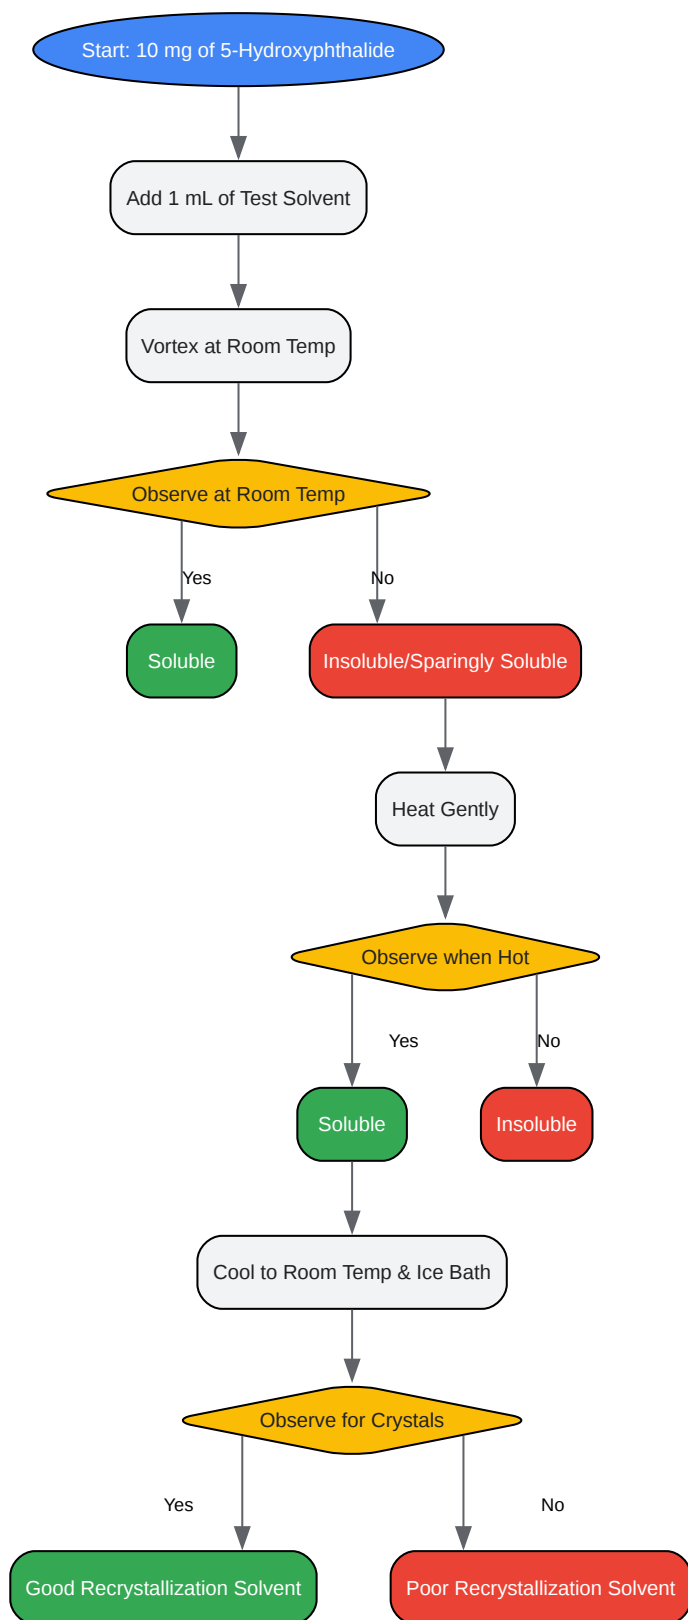 Start: 10 mg of 5-Hydroxyphthalide
Add 1 mL of Test Solvent
Vortex at Room Temp
Observe at Room Temp
Yes
No
Soluble
Insoluble/Sparingly Soluble
Heat Gently
Observe when Hot
Yes
No
Soluble
Insoluble
Cool to Room Temp & Ice Bath
Observe for Crystals
Yes
No
Good Recrystallization Solvent
Poor Recrystallization Solvent